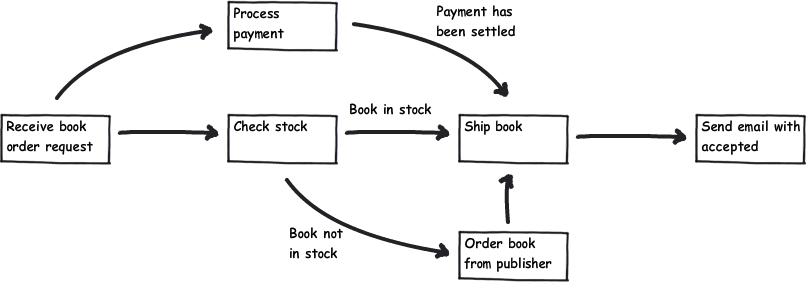 Process
payment
Payment has
been settled
Receive book
order request
Check stock
Book in stock
Ship book
Send email with
accepted
Book not
in stock
Order book
from publisher